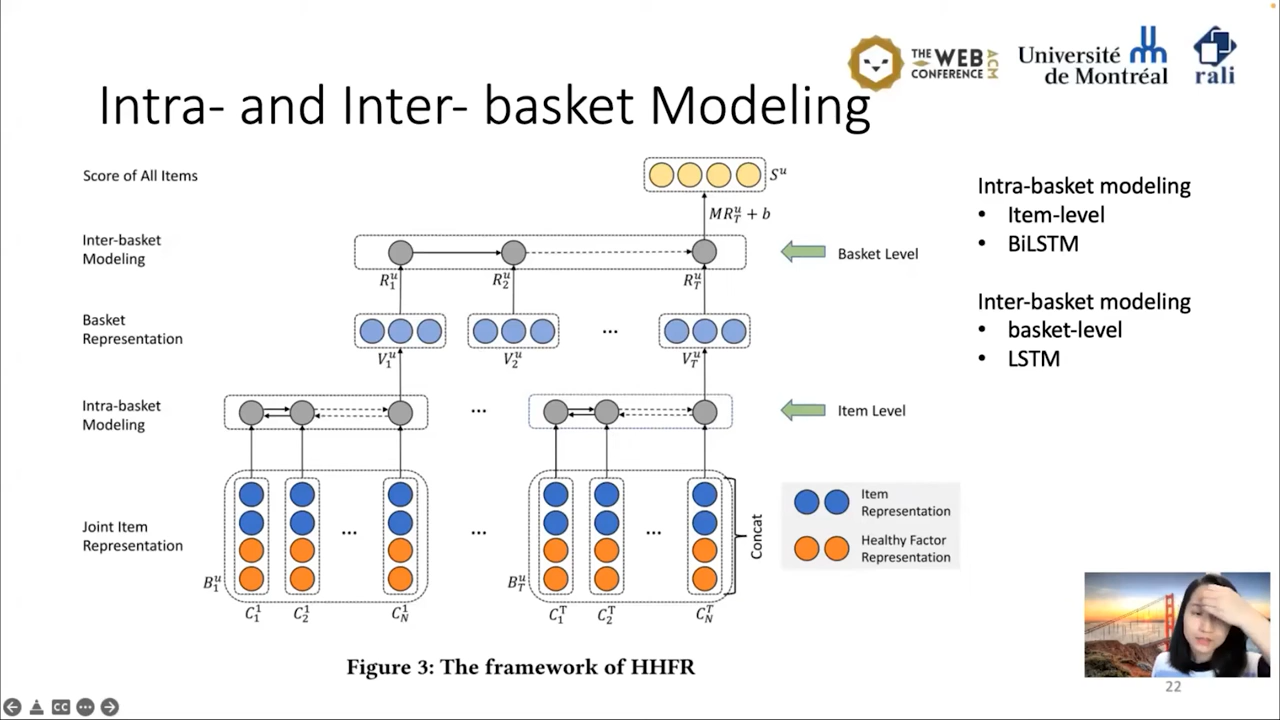 THE WEB CONFERENCE ACM
Université de Montréal
rali
Intra- and Inter- basket Modeling
Score of All Items
S^u
MR_T^u + b
Inter-basket
Modeling
Basket Level
R_1^u
R_2^u
R_T^u
Basket
Representation
...
V_1^u
V_2^u
V_T^u
Intra-basket
Modeling
...
Item Level
Joint Item
Representation
...
...
...
Concat
B_1^u
B_T^u
C_1^1
C_2^1
C_N^1
C_1^T
C_2^T
C_N^T
Item
Representation
Healthy Factor
Representation
Figure 3: The framework of HHFR
Intra-basket modeling
• Item-level
• BiLSTM
Inter-basket modeling
• basket-level
• LSTM
CC
22